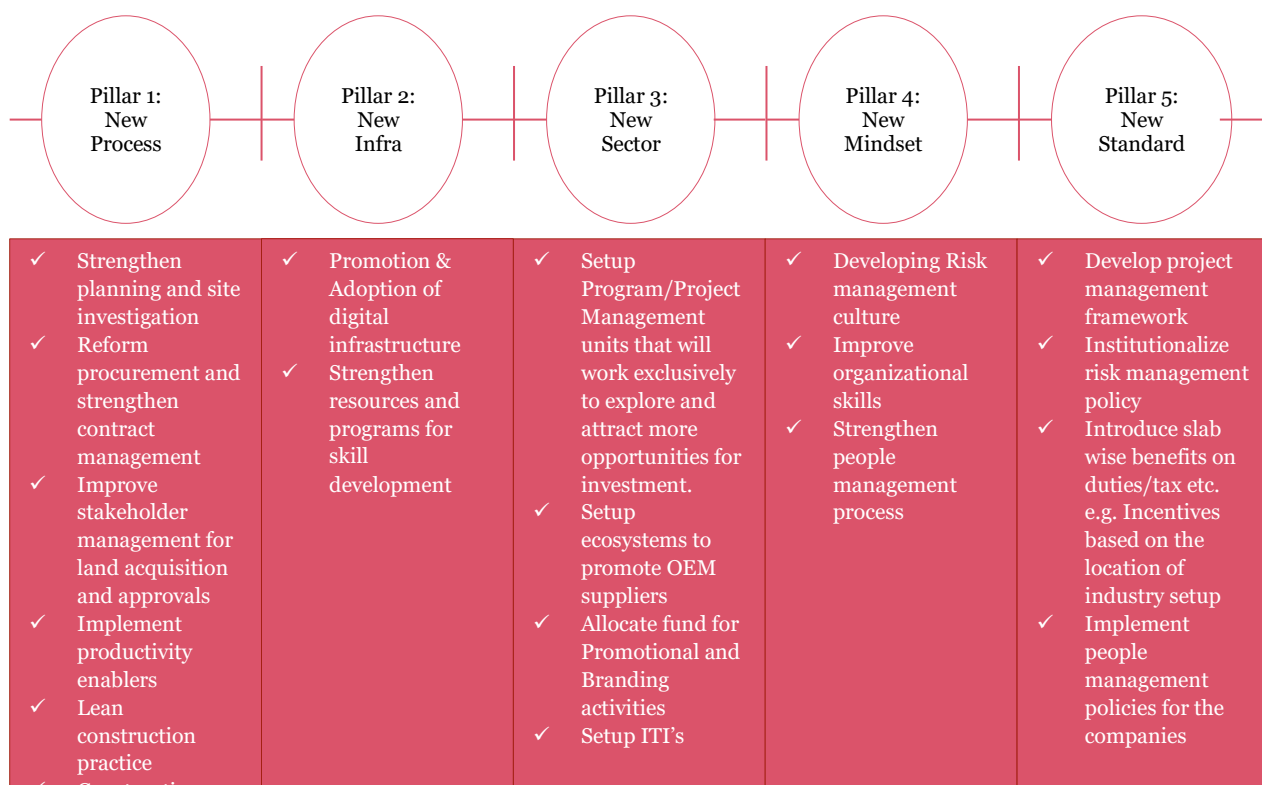 Pillar 1:
New
Process
Pillar 2:
New
Infra
Pillar 3:
New
Sector
Pillar 4:
New
Mindset
Pillar 5:
New
Standard
✓ Strengthen
planning and site
investigation
✓ Reform
procurement and
strengthen
contract
management
✓ Improve
stakeholder
management for
land acquisition
and approvals
✓ Implement
productivity
enablers
✓ Lean
construction
practice
✓ Promotion &
Adoption of
digital
infrastructure
✓ Strengthen
resources and
programs for
skill
development
✓ Setup
Program/Project
Management
units that will
work exclusively
to explore and
attract more
opportunities for
investment.
✓ Setup
ecosystems to
promote OEM
suppliers
✓ Allocate fund for
Promotional and
Branding
activities
✓ Setup ITI's
✓ Developing Risk
management
culture
✓ Improve
organizational
skills
✓ Strengthen
people
management
process
✓ Develop project
management
framework
✓ Institutionalize
risk management
policy
✓ Introduce slab
wise benefits on
duties/tax etc.
e.g. Incentives
based on the
location of
industry setup
✓ Implement
people
management
policies for the
companies